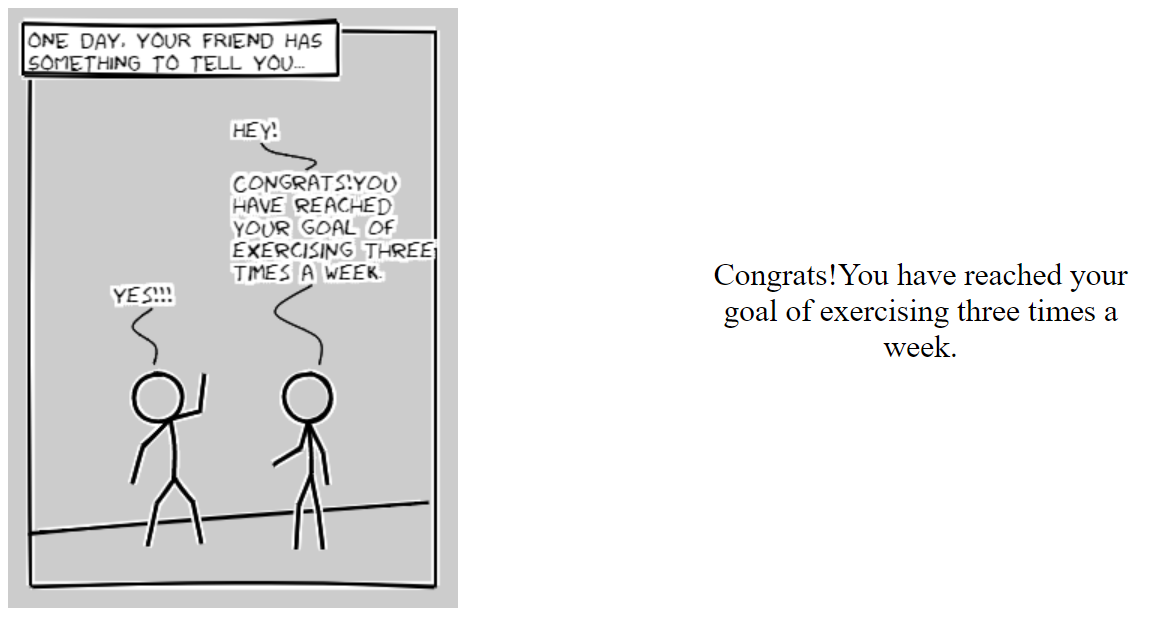 ONE DAY, YOUR FRIEND HAS
SOMETHING TO TELL YOU...
HEY!
CONGRATS!YOU
HAVE REACHED
YOUR GOAL OF
EXERCISING THREE
TIMES A WEEK.
YES!!!
Congrats!You have reached your
goal of exercising three times a
week.